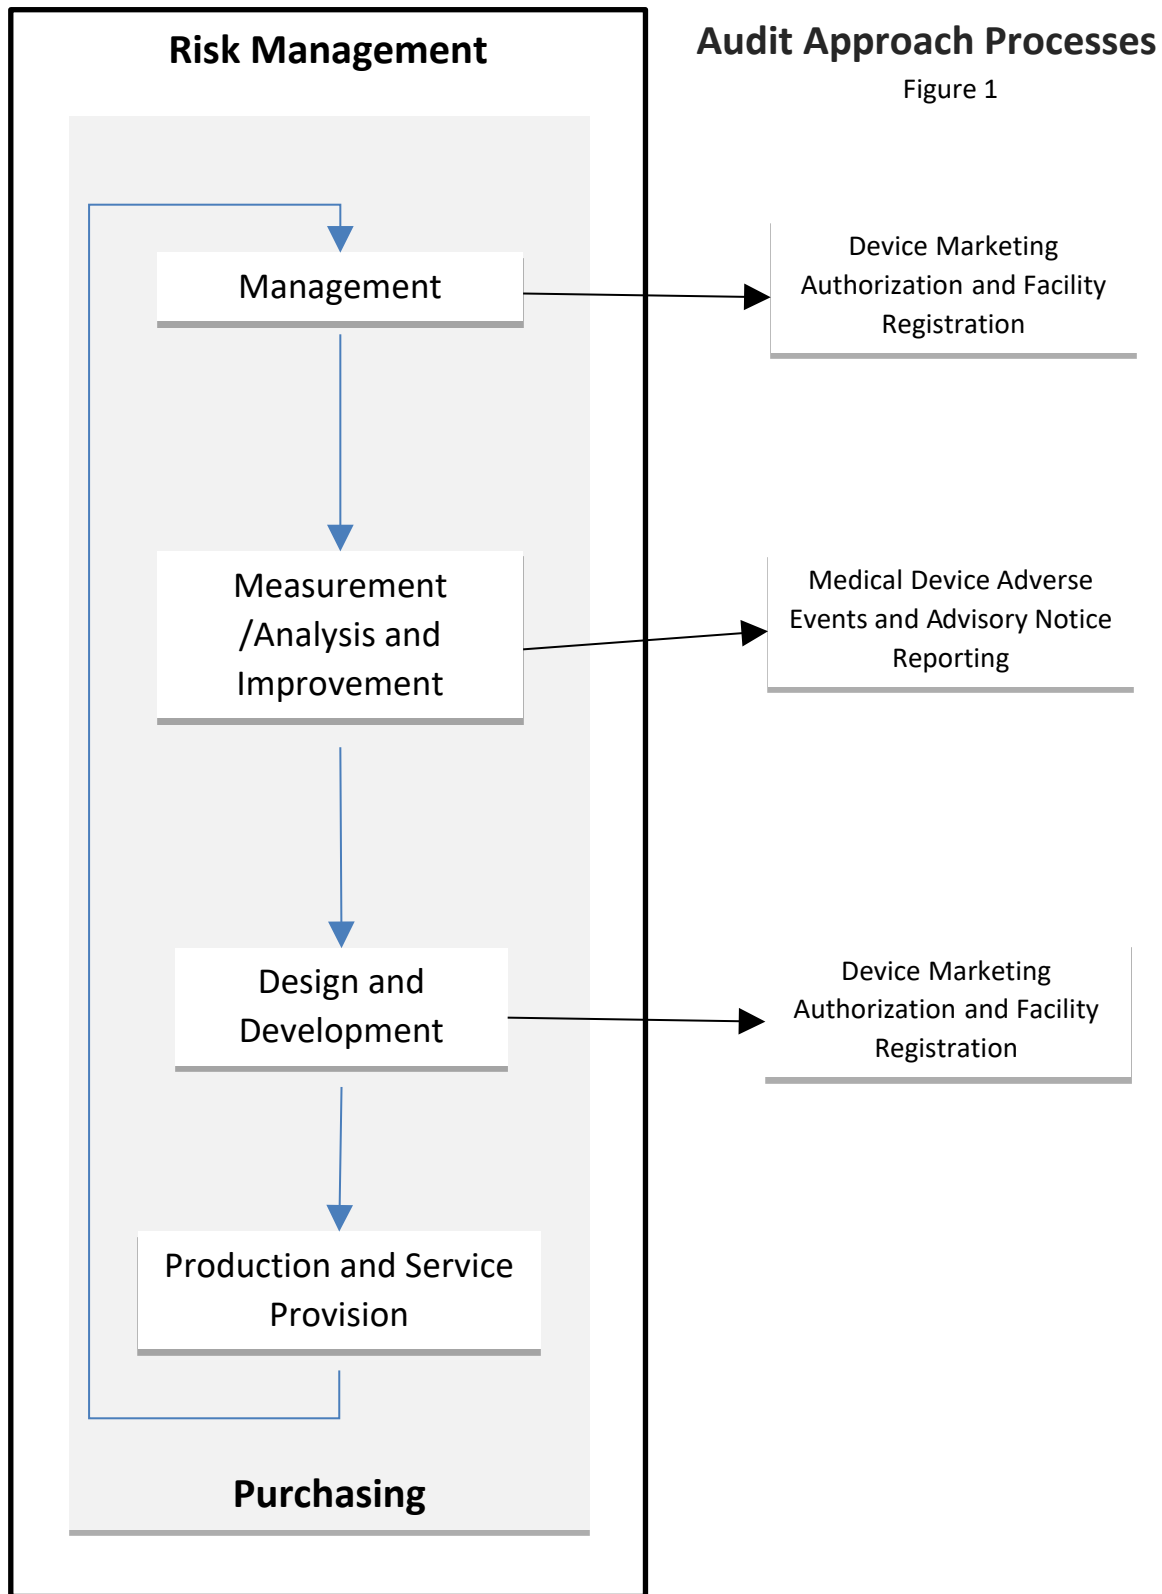 Risk Management
Audit Approach Processes
Figure 1
Management
Device Marketing
Authorization and Facility
Registration
Measurement
/Analysis and
Improvement
Medical Device Adverse
Events and Advisory Notice
Reporting
Design and
Development
Device Marketing
Authorization and Facility
Registration
Production and Service
Provision
Purchasing